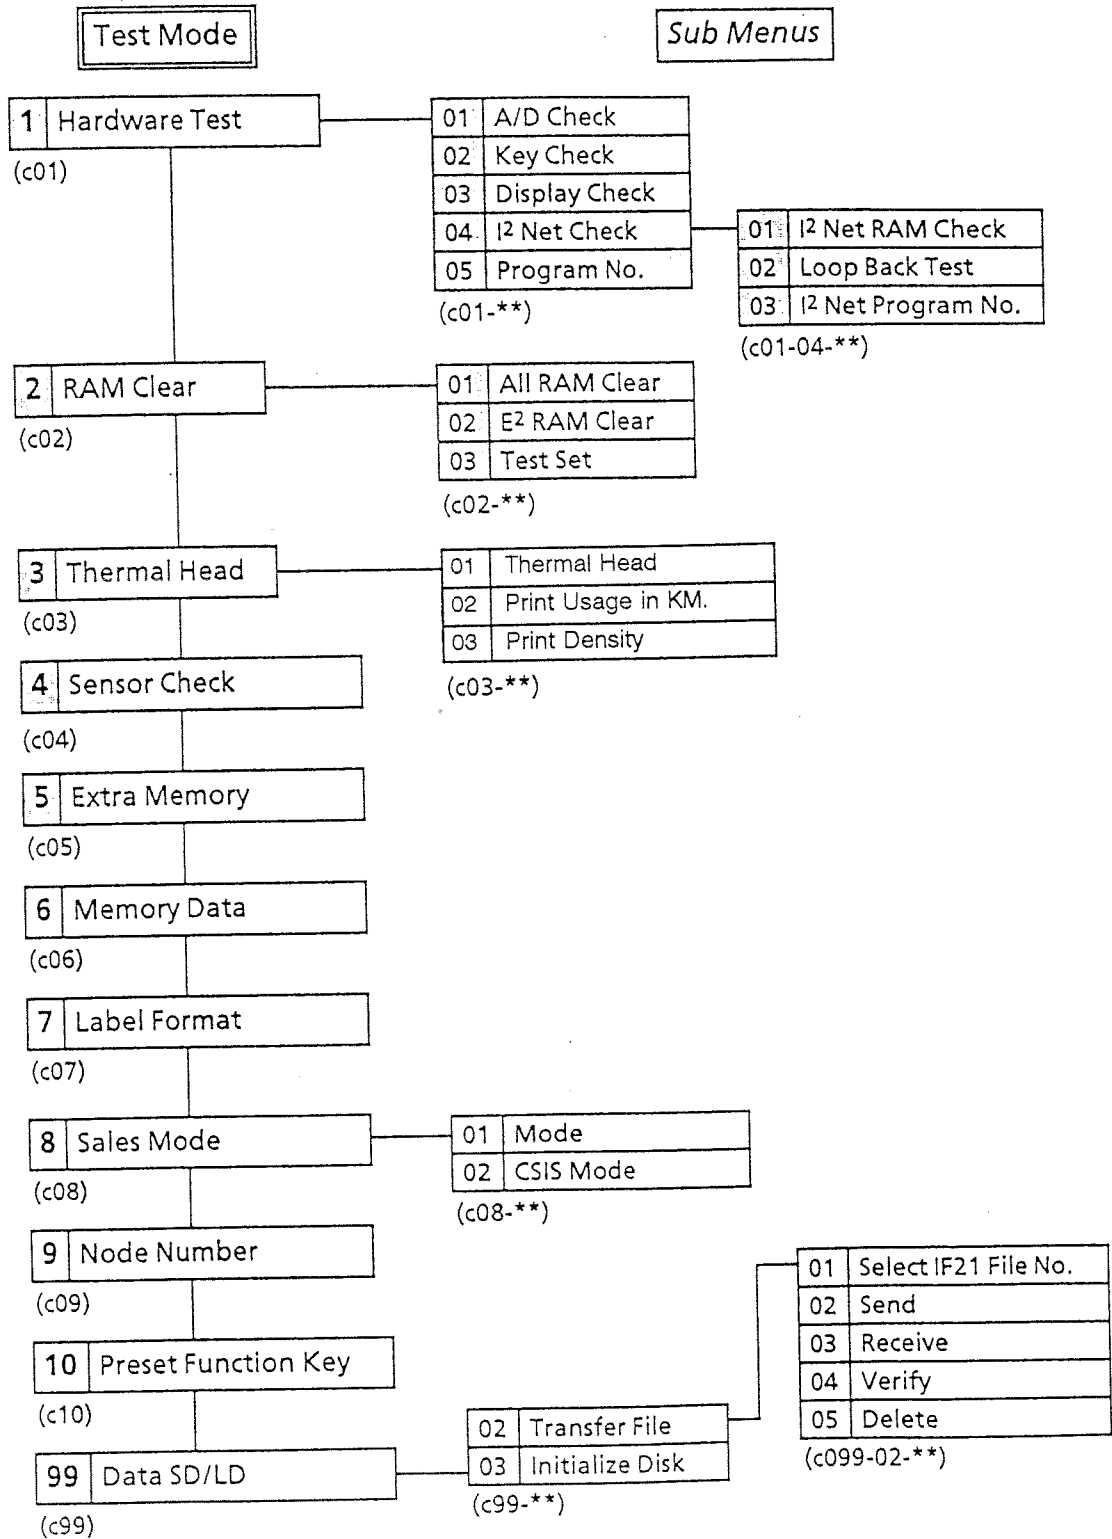 Test Mode
Sub Menus
1 Hardware Test
(c01)
01 A/D Check
02 Key Check
03 Display Check
04 I² Net Check
05 Program No.
(c01-**)
01 I² Net RAM Check
02 Loop Back Test
03 I² Net Program No.
(c01-04-**)
2 RAM Clear
(c02)
01 All RAM Clear
02 E² RAM Clear
03 Test Set
(c02-**)
3 Thermal Head
(c03)
01 Thermal Head
02 Print Usage in KM.
03 Print Density
(c03-**)
4 Sensor Check
(c04)
5 Extra Memory
(c05)
6 Memory Data
(c06)
7 Label Format
(c07)
8 Sales Mode
(c08)
01 Mode
02 CSIS Mode
(c08-**)
9 Node Number
(c09)
10 Preset Function Key
(c10)
99 Data SD/LD
(c99)
02 Transfer File
03 Initialize Disk
(c99-**)
01 Select IF21 File No.
02 Send
03 Receive
04 Verify
05 Delete
(c099-02-**)